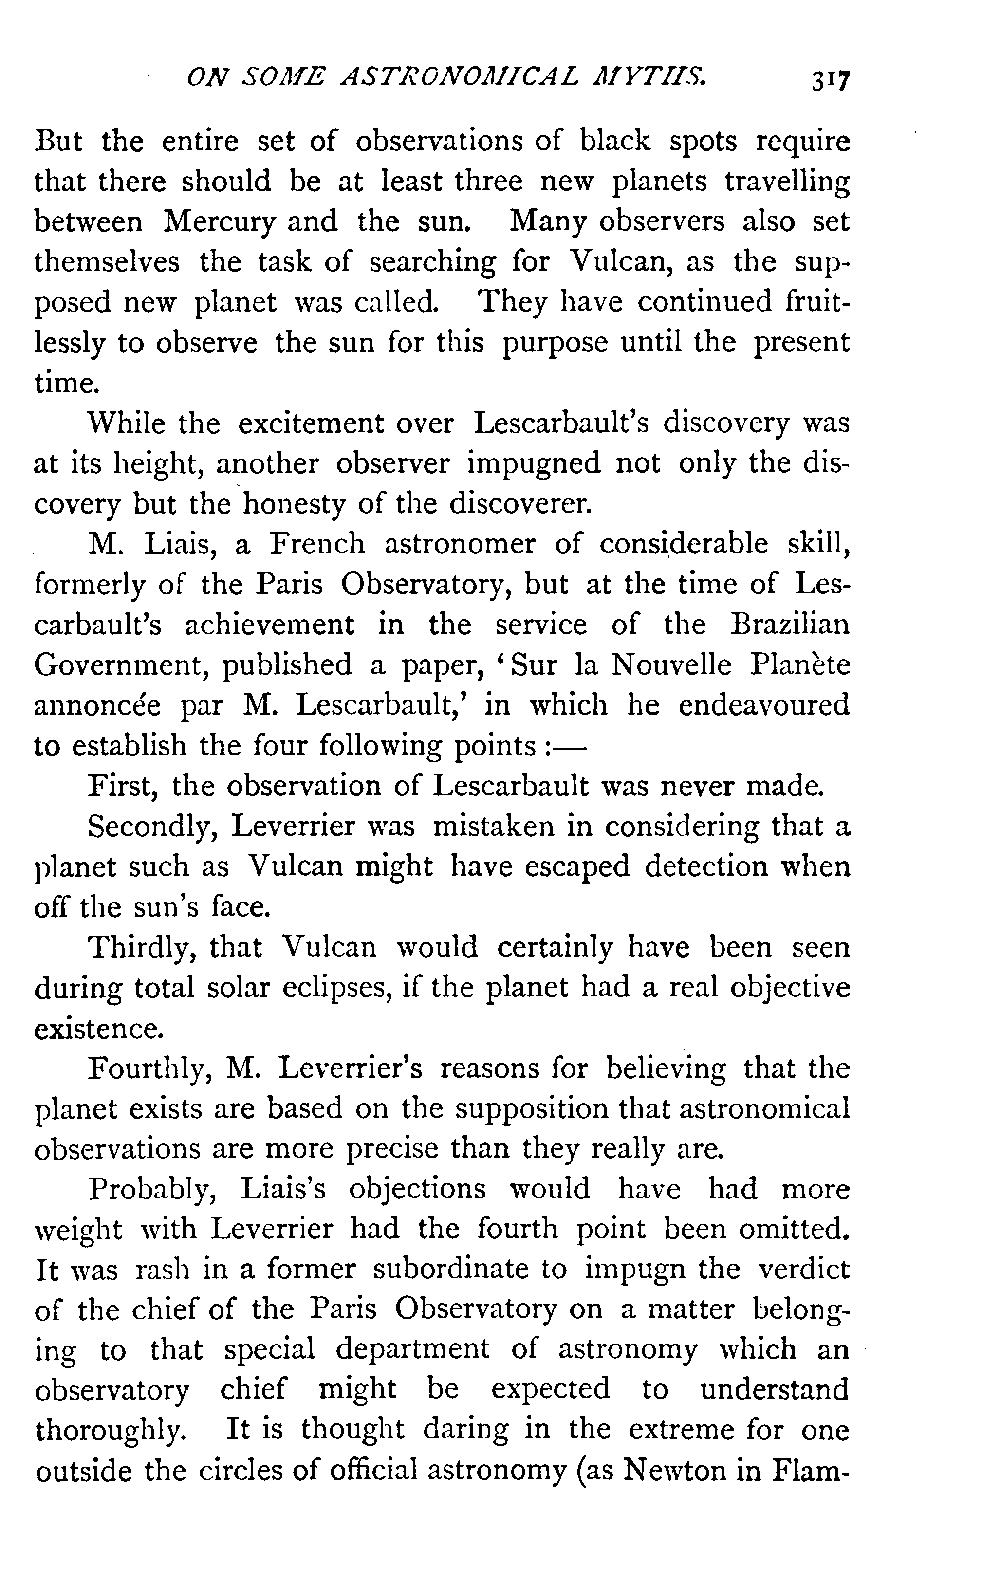 ON SOME ASTRONOMICAL MYTHS. 317
But the entire set of observations of black spots require
that there should be at least three new planets travelling
between Mercury and the sun. Many observers also set
themselves the task of searching for Vulcan, as the sup-
posed new planet was called. They have continued fruit-
lessly to observe the sun for this purpose until the present
time.
While the excitement over Lescarbault's discovery was
at its height, another observer impugned not only the dis-
covery but the honesty of the discoverer.
M. Liais, a French astronomer of considerable skill,
formerly of the Paris Observatory, but at the time of Les-
carbault's achievement in the service of the Brazilian
Government, published a paper, ‘Sur la Nouvelle Planète
annoncée par M. Lescarbault,’ in which he endeavoured
to establish the four following points :—
First, the observation of Lescarbault was never made.
Secondly, Leverrier was mistaken in considering that a
planet such as Vulcan might have escaped detection when
off the sun's face.
Thirdly, that Vulcan would certainly have been seen
during total solar eclipses, if the planet had a real objective
existence.
Fourthly, M. Leverrier's reasons for believing that the
planet exists are based on the supposition that astronomical
observations are more precise than they really are.
Probably, Liais's objections would have had more
weight with Leverrier had the fourth point been omitted.
It was rash in a former subordinate to impugn the verdict
of the chief of the Paris Observatory on a matter belong-
ing to that special department of astronomy which an
observatory chief might be expected to understand
thoroughly. It is thought daring in the extreme for one
outside the circles of official astronomy (as Newton in Flam-